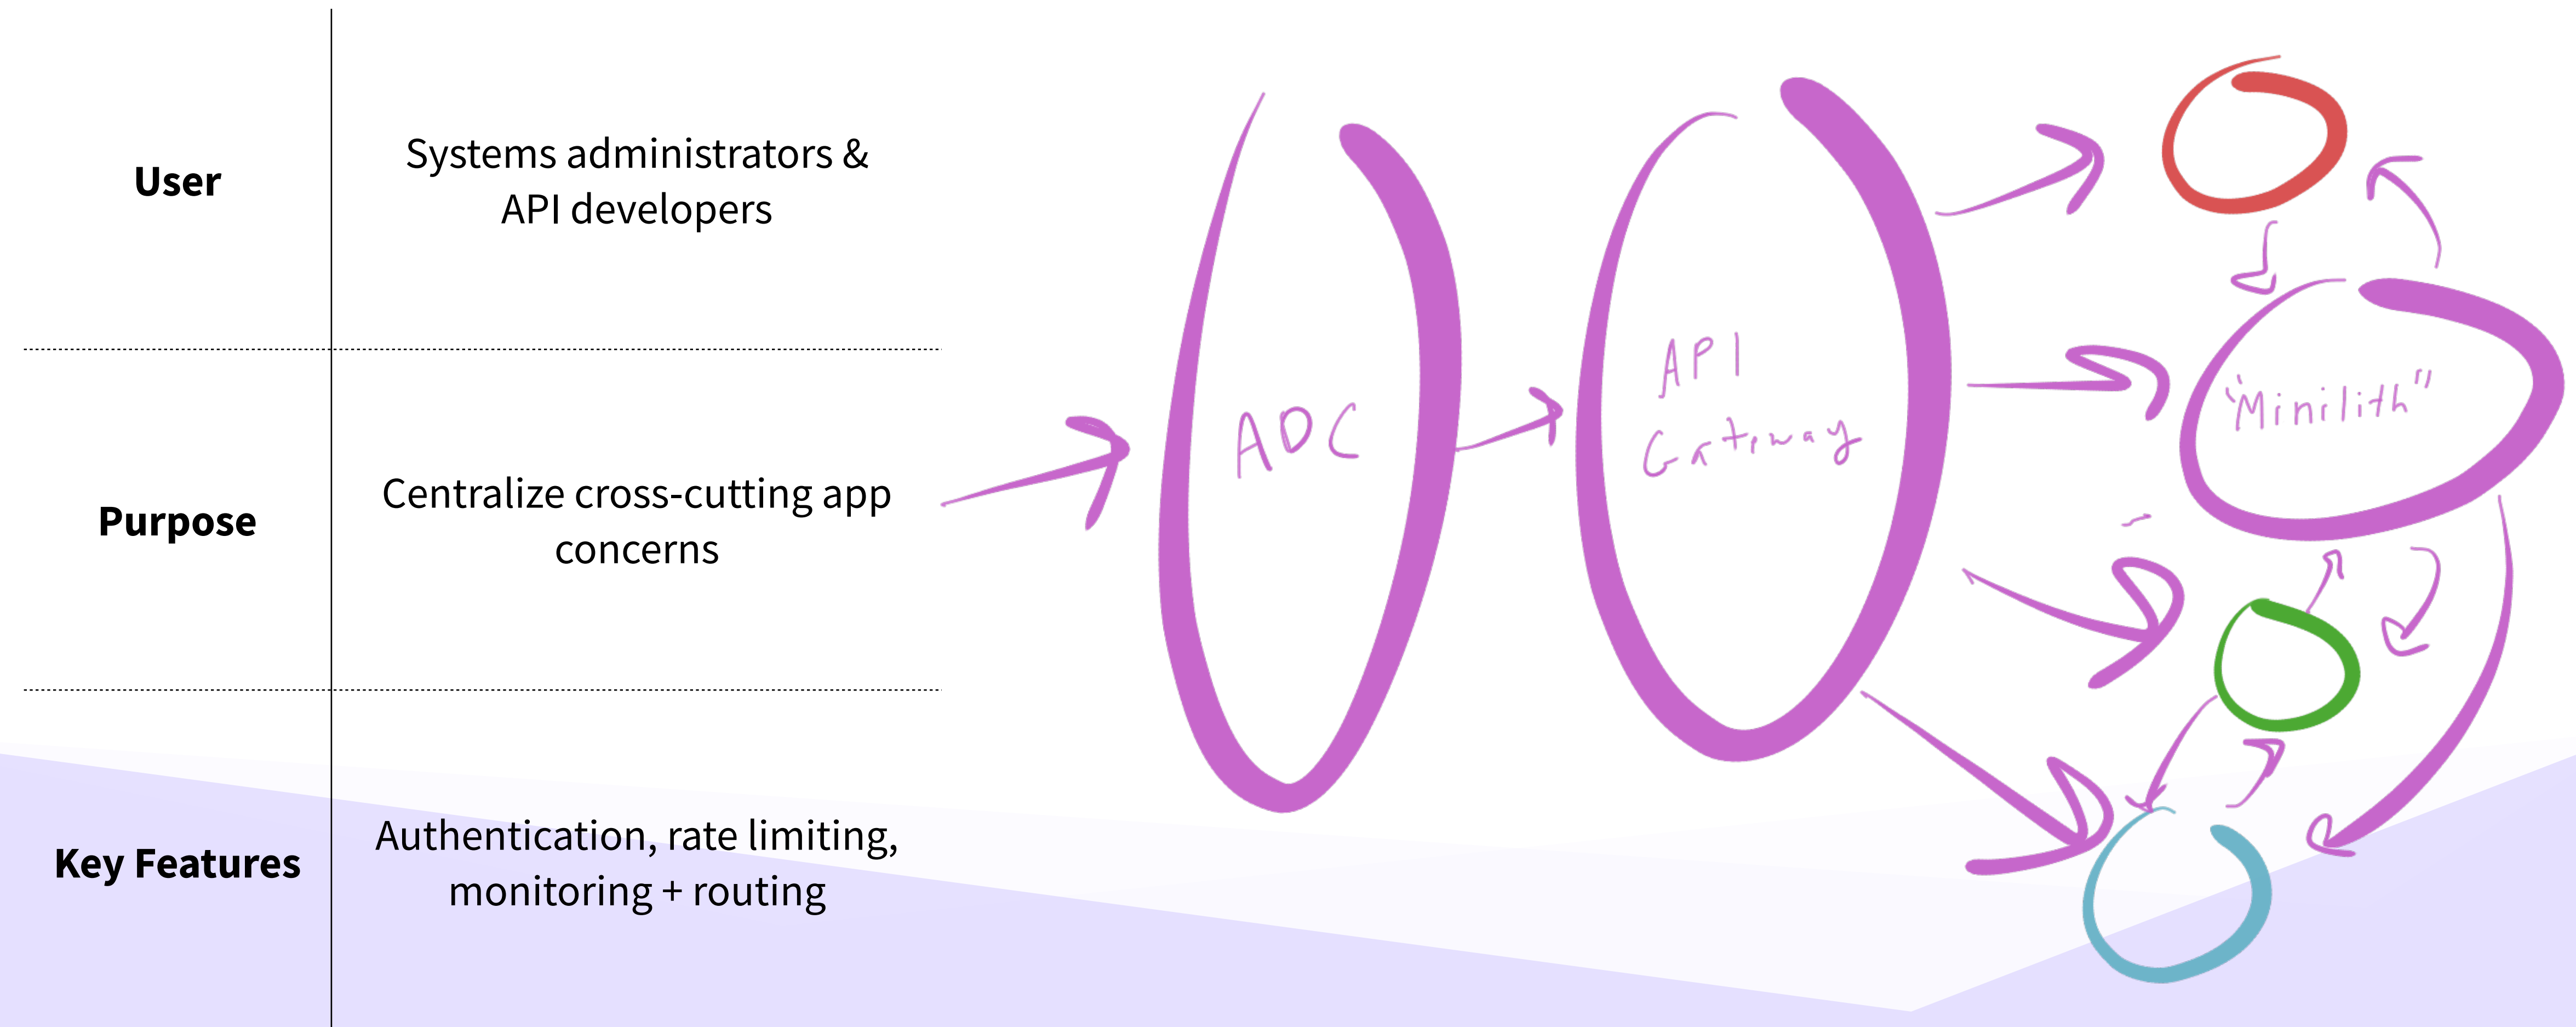 User
Systems administrators &
API developers
Purpose
Centralize cross-cutting app
concerns
Key Features
Authentication, rate limiting,
monitoring + routing
ADC
API
Gateway
"Minilith"